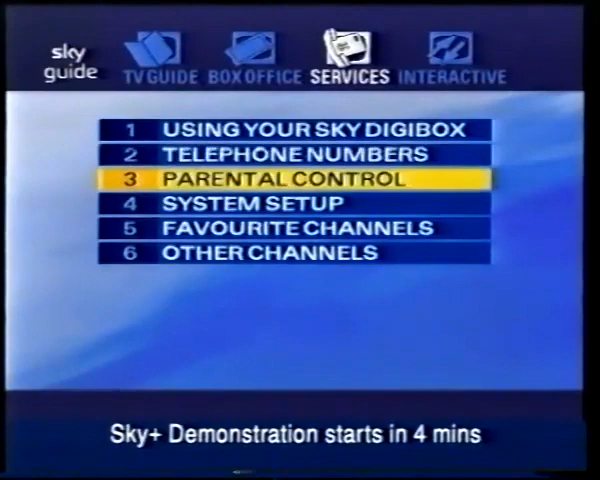 sky
guide
TV GUIDE BOX OFFICE SERVICES INTERACTIVE
1 USING YOUR SKY DIGIBOX
2 TELEPHONE NUMBERS
3 PARENTAL CONTROL
4 SYSTEM SETUP
5 FAVOURITE CHANNELS
6 OTHER CHANNELS
Sky+ Demonstration starts in 4 mins